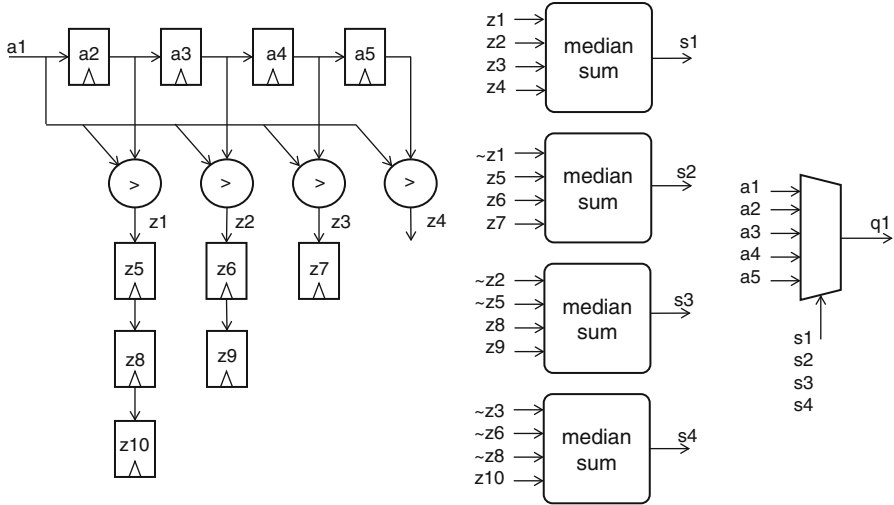 a1
a2
a3
a4
a5
>
>
>
>
z1
z2
z3
z4
z5
z6
z7
z8
z9
z10
z1
z2
z3
z4
median
sum
s1
~z1
z5
z6
z7
median
sum
s2
~z2
~z5
z8
z9
median
sum
s3
~z3
~z6
~z8
z10
median
sum
s4
a1
a2
a3
a4
a5
q1
s1
s2
s3
s4